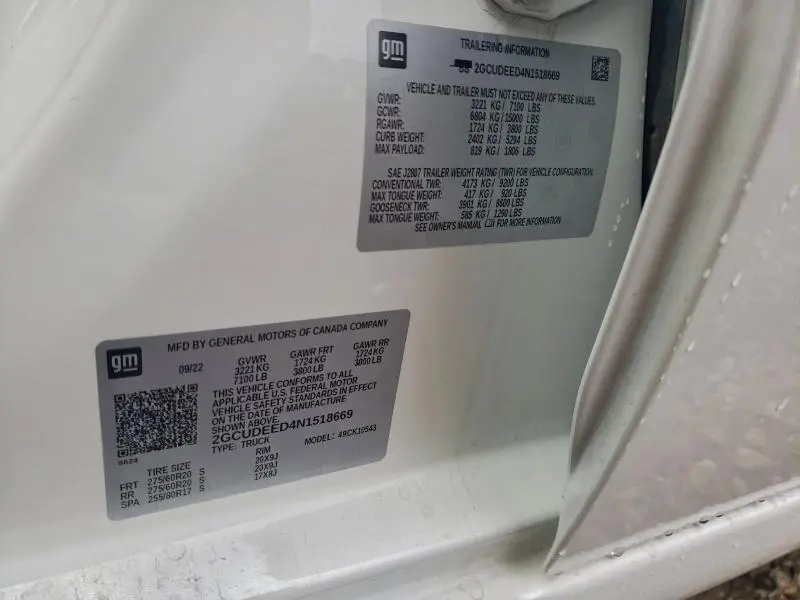 gm
TRAILERING INFORMATION
2GCUDEED4N1518669
VEHICLE AND TRAILER MUST NOT EXCEED ANY OF THESE VALUES.
GVWR: 3221 KG / 7100 LBS
GCWR: 6804 KG / 15000 LBS
RGAWR: 1724 KG / 3800 LBS
CURB WEIGHT: 2402 KG / 5294 LBS
MAX PAYLOAD: 819 KG / 1806 LBS
SAE J2807 TRAILER WEIGHT RATING (TWR) FOR VEHICLE CONFIGURATION:
CONVENTIONAL TWR: 4173 KG / 9200 LBS
MAX TONGUE WEIGHT: 417 KG / 920 LBS
GOOSENECK TWR: 3901 KG / 8600 LBS
MAX TONGUE WEIGHT: 585 KG / 1290 LBS
SEE OWNER'S MANUAL FOR MORE INFORMATION
gm
MFD BY GENERAL MOTORS OF CANADA COMPANY
09/22 GVWR GAWR FRT GAWR RR
3221 KG 1724 KG 1724 KG
7100 LB 3800 LB 3800 LB
THIS VEHICLE CONFORMS TO ALL
APPLICABLE U.S. FEDERAL MOTOR
VEHICLE SAFETY STANDARDS IN EFFECT
ON THE DATE OF MANUFACTURE
SHOWN ABOVE.
2GCUDEED4N1518669
TYPE: TRUCK MODEL: 49CK10543
8624
TIRE SIZE RIM
FRT 275/60R20 S 20X9J
RR 275/60R20 S 20X9J
SPA 255/80R17 S 17X8J